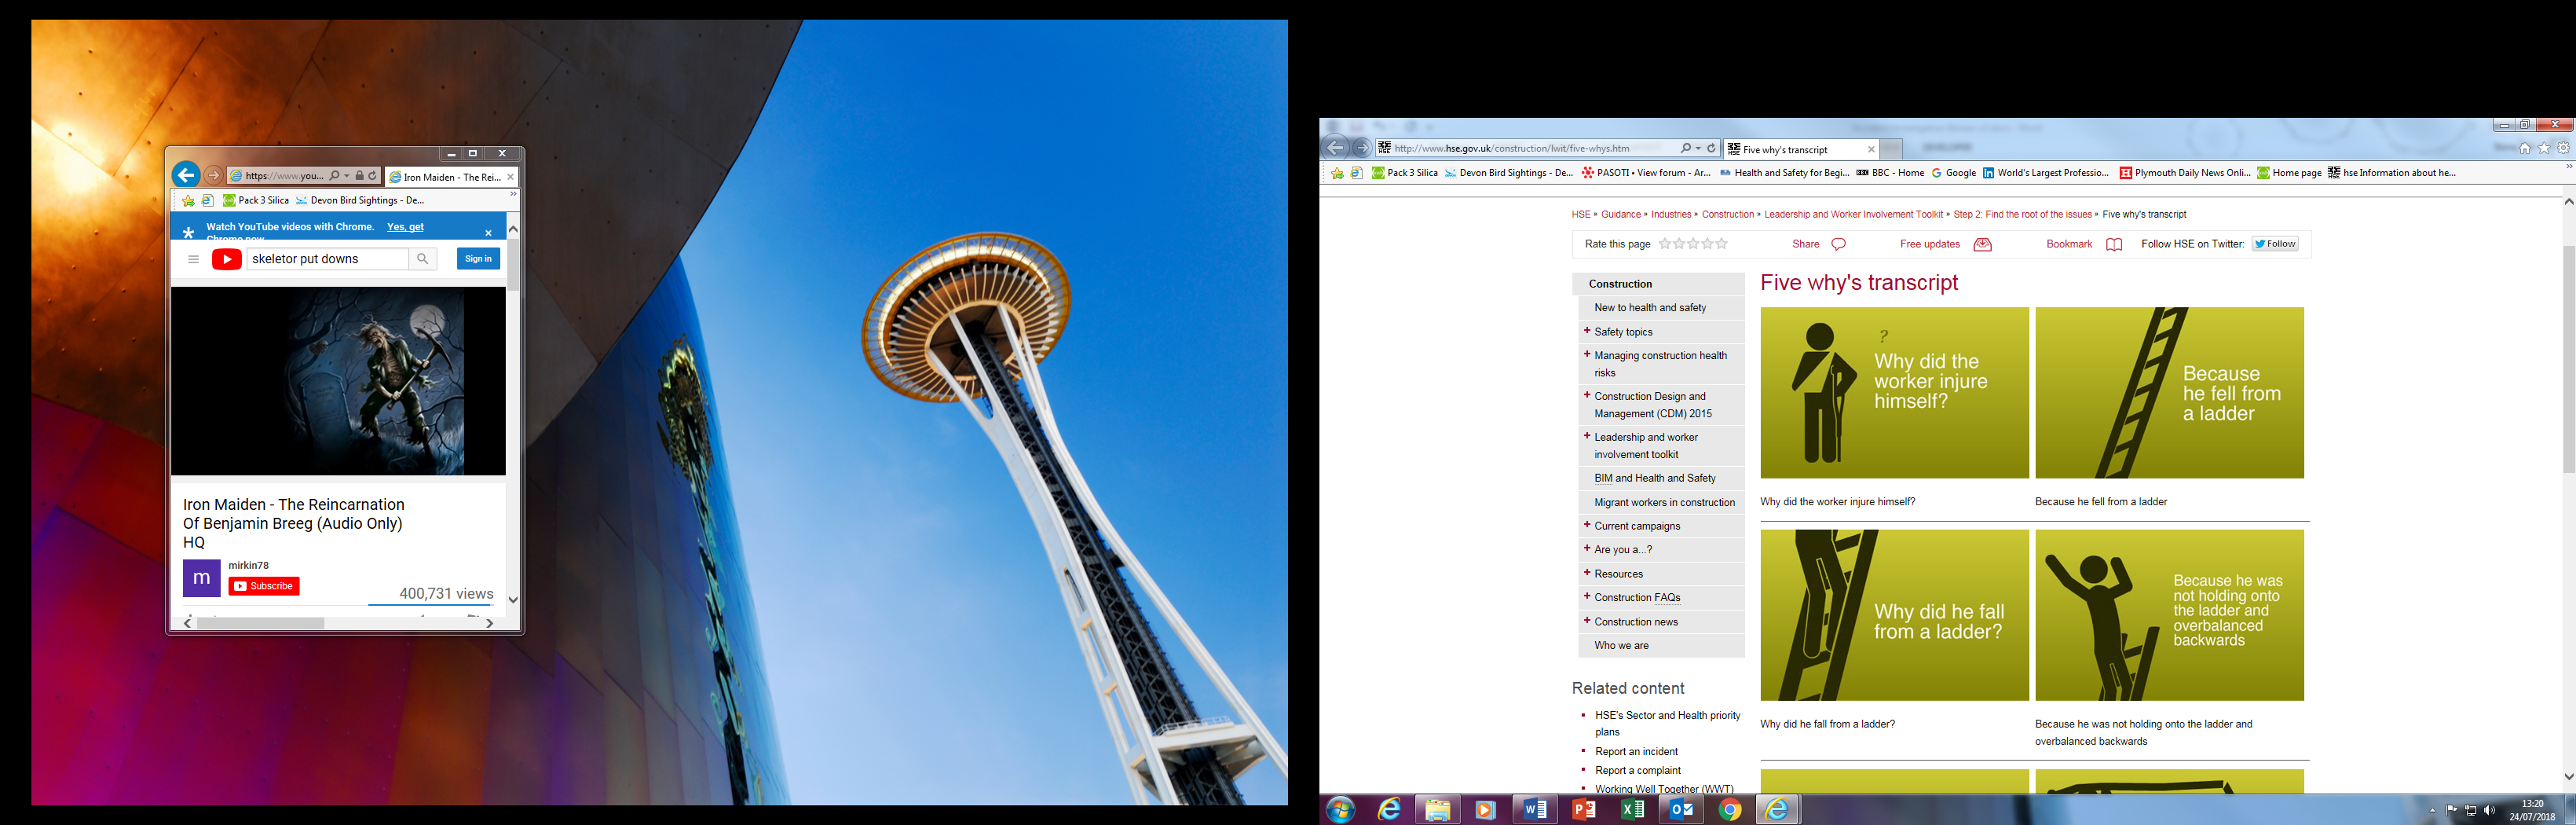 https://www.you...
Iron Maiden - The Rei...
Pack 3 Silica
Devon Bird Sightings - De...
Watch YouTube videos with Chrome. Yes, get
Chrome now.
skeletor put downs
Sign in
Iron Maiden - The Reincarnation
Of Benjamin Breeg (Audio Only)
HQ
m
mirkin78
Subscribe
400,731 views
http://www.hse.gov.uk/construction/lwit/five-whys.htm
Five why's transcript
Pack 3 Silica
Devon Bird Sightings - De...
PASOTI • View forum - Ar...
Health and Safety for Begi...
BBC - Home
Google
World's Largest Professio...
Plymouth Daily News Onli...
Home page
hse Information about he...
HSE » Guidance » Industries » Construction » Leadership and Worker Involvement Toolkit » Step 2: Find the root of the issues » Five why's transcript
Rate this page
Share
Free updates
Bookmark
Follow HSE on Twitter:
Follow
Construction
New to health and safety
Safety topics
Managing construction health
risks
Construction Design and
Management (CDM) 2015
Leadership and worker
involvement toolkit
BIM and Health and Safety
Migrant workers in construction
Current campaigns
Are you a...?
Resources
Construction FAQs
Construction news
Who we are
Related content
HSE's Sector and Health priority
plans
Report an incident
Report a complaint
Working Well Together (WWT)
Five why's transcript
?
Why did the
worker injure
himself?
Because
he fell from
a ladder
Why did the worker injure himself?
Because he fell from a ladder
Why did he fall
from a ladder?
Because he was
not holding onto
the ladder and
overbalanced
backwards
Why did he fall from a ladder?
Because he was not holding onto the ladder and
overbalanced backwards
13:20
24/07/2018